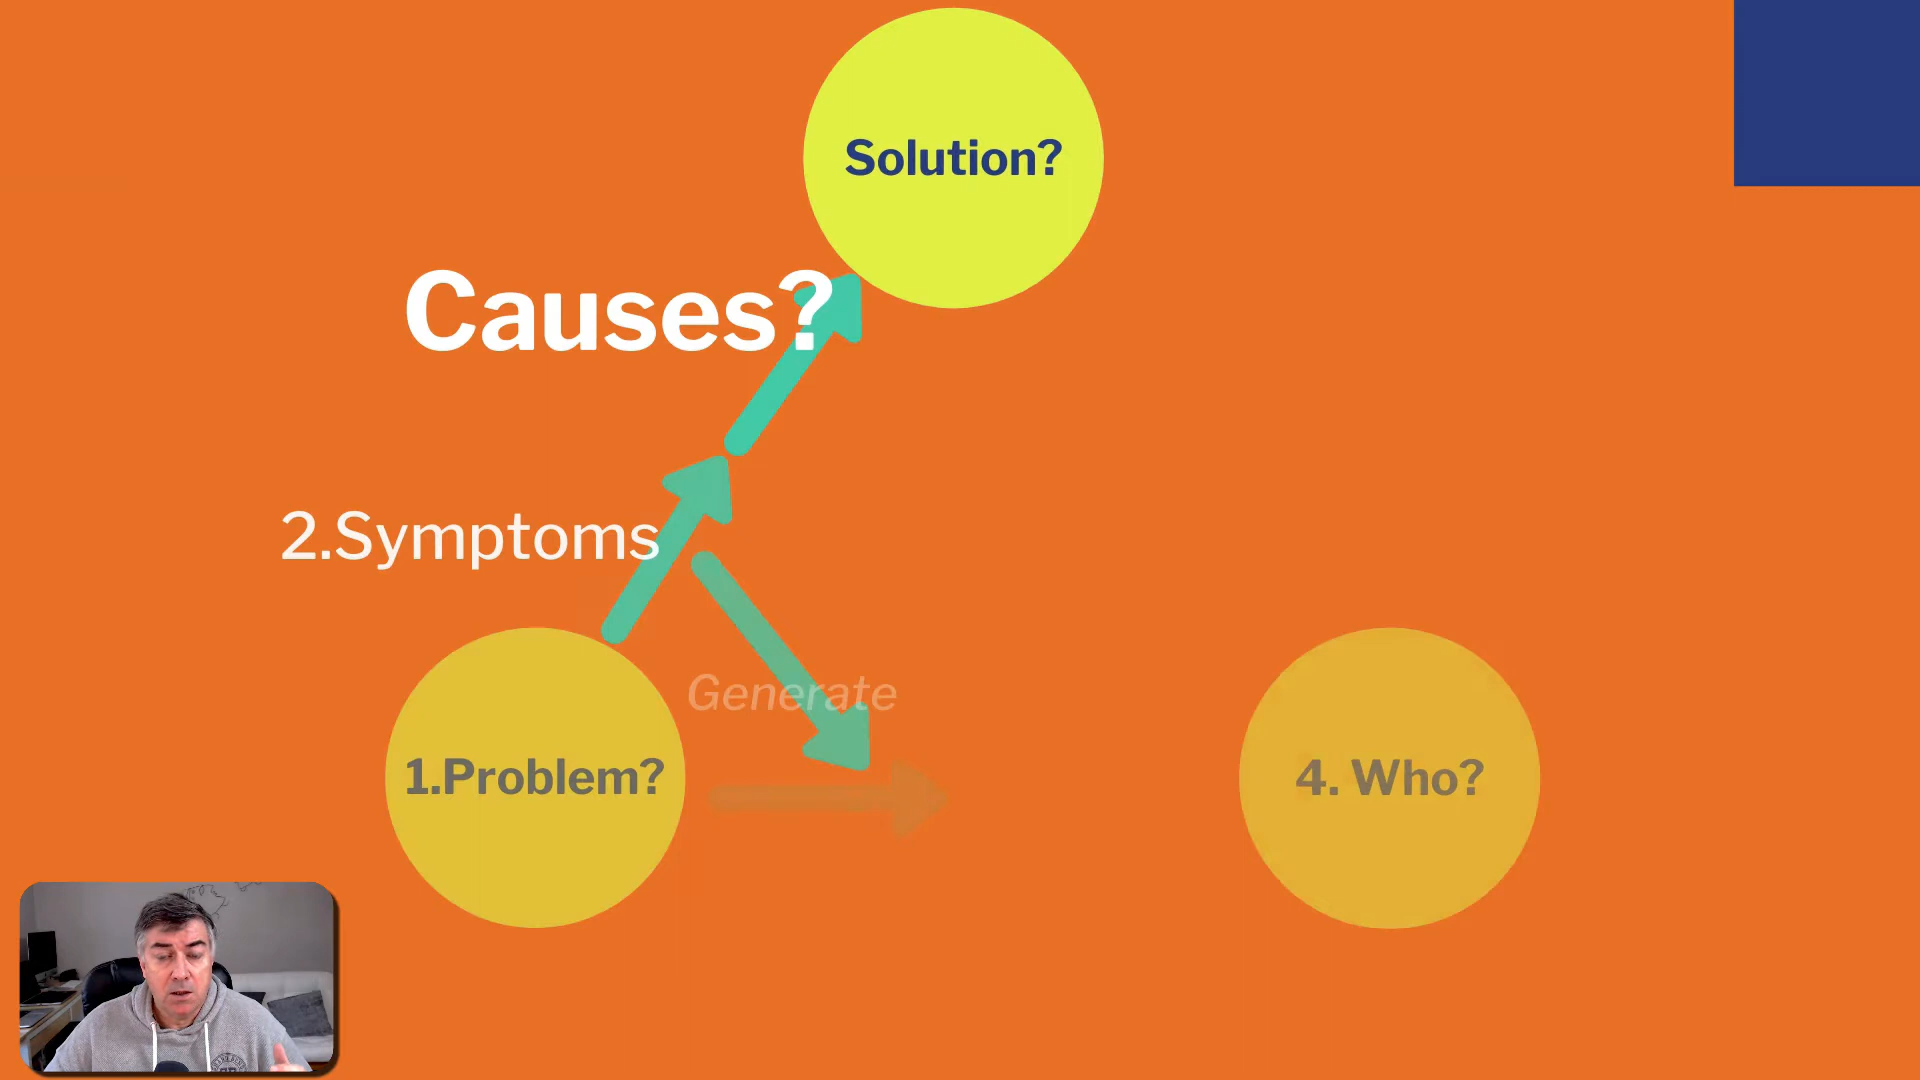 Solution?
Causes?
2.Symptoms
Generate
1.Problem?
4. Who?